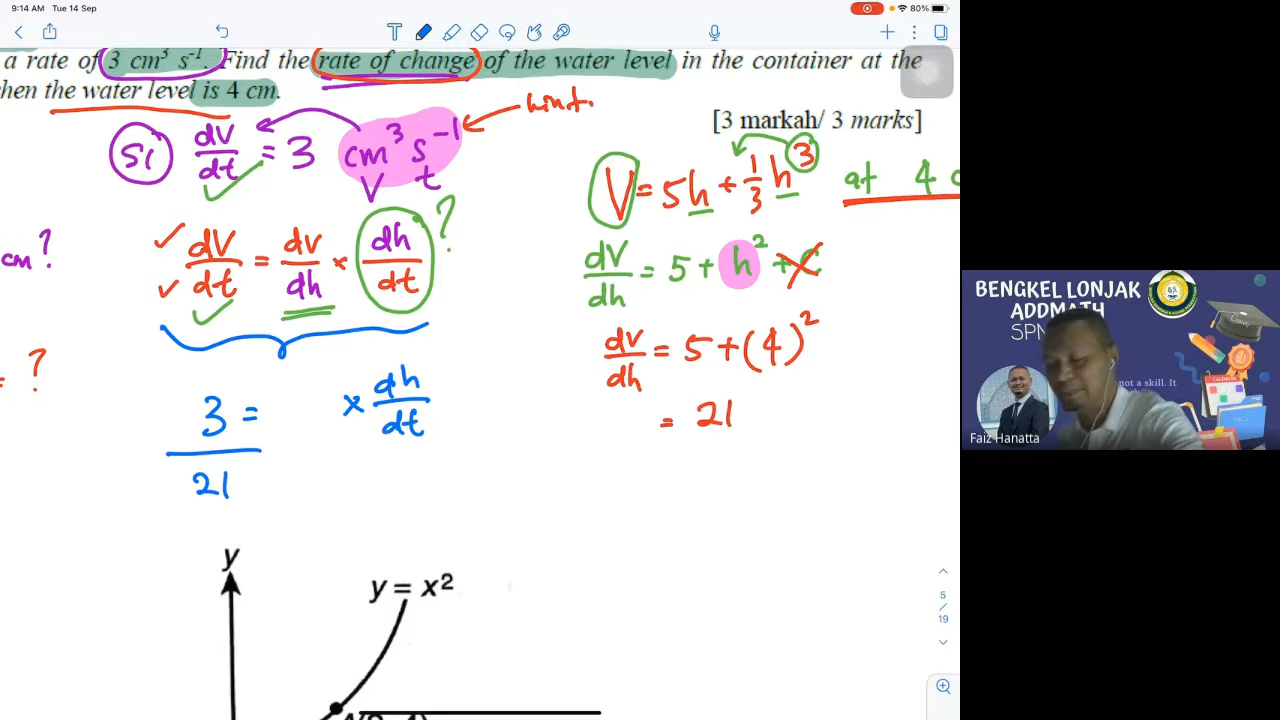 9:14 AM Tue 14 Sep
80%
a rate of 3 cm³ s⁻¹. Find the rate of change of the water level in the container at the
hen the water level is 4 cm.
[3 markah/ 3 marks]
hint.
Si dV/dt = 3 cm³ s⁻¹
V t
V = 5h + 1/3 h³
at 4 c
cm?
dV/dt = dv/dh × dh/dt ?
dV/dh = 5 + h² + C
= ?
dv/dh = 5 + (4)²
= 21
3 = × dh/dt
21
y
y = x²
5
/
19
BENGKEL LONJAK
ADDMATH
SPM
not a skill. It
Faiz Hanatta